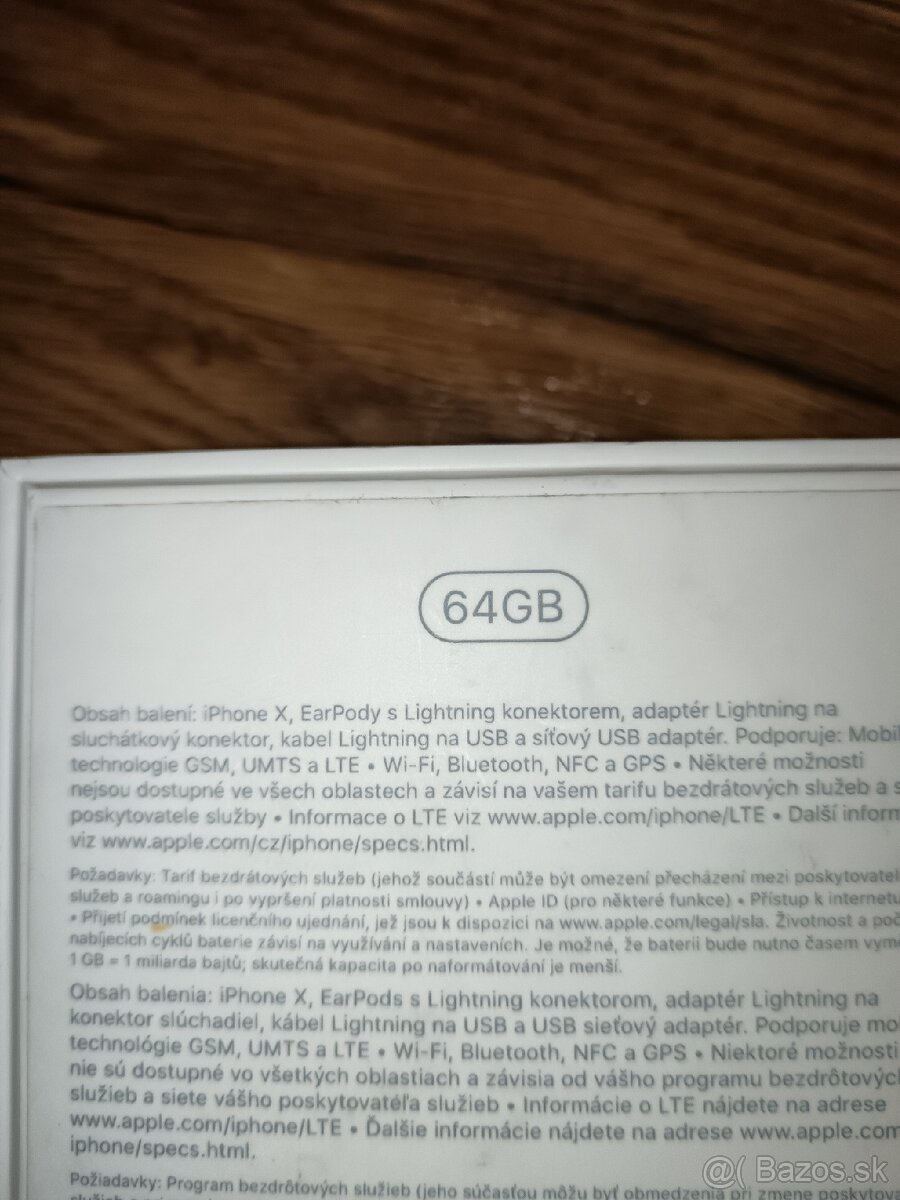 64GB
Obsah balení: iPhone X, EarPody s Lightning konektorem, adaptér Lightning na
sluchátkový konektor, kabel Lightning na USB a síťový USB adaptér. Podporuje: Mobil
technologie GSM, UMTS a LTE • Wi-Fi, Bluetooth, NFC a GPS • Některé možnosti
nejsou dostupné ve všech oblastech a závisí na vašem tarifu bezdrátových služeb a s
poskytovatele služby • Informace o LTE viz www.apple.com/iphone/LTE • Další inform
viz www.apple.com/cz/iphone/specs.html.
Požadavky: Tarif bezdrátových služeb (jehož součástí může být omezení přecházení mezi poskytovatel
služeb a roamingu i po vypršení platnosti smlouvy) • Apple ID (pro některé funkce) • Přístup k internetu
• Přijetí podmínek licenčního ujednání, jež jsou k dispozici na www.apple.com/legal/sla. Životnost a poč
nabíjecích cyklů baterie závisí na využívání a nastaveních. Je možné, že baterii bude nutno časem vymě
1 GB = 1 miliarda bajtů; skutečná kapacita po naformátování je menší.
Obsah balenia: iPhone X, EarPods s Lightning konektorom, adaptér Lightning na
konektor slúchadiel, kábel Lightning na USB a USB sieťový adaptér. Podporuje mo
technológie GSM, UMTS a LTE • Wi-Fi, Bluetooth, NFC a GPS • Niektoré možnosti
nie sú dostupné vo všetkých oblastiach a závisia od vášho programu bezdrôtovýc
služieb a siete vášho poskytovateľa služieb • Informácie o LTE nájdete na adrese
www.apple.com/iphone/LTE • Ďalšie informácie nájdete na adrese www.apple.com
iphone/specs.html.
Požiadavky: Program bezdrôtových služieb (jeho súčasťou môžu byť obmedzenia pri zmene poskytova
@( Bazos.sk